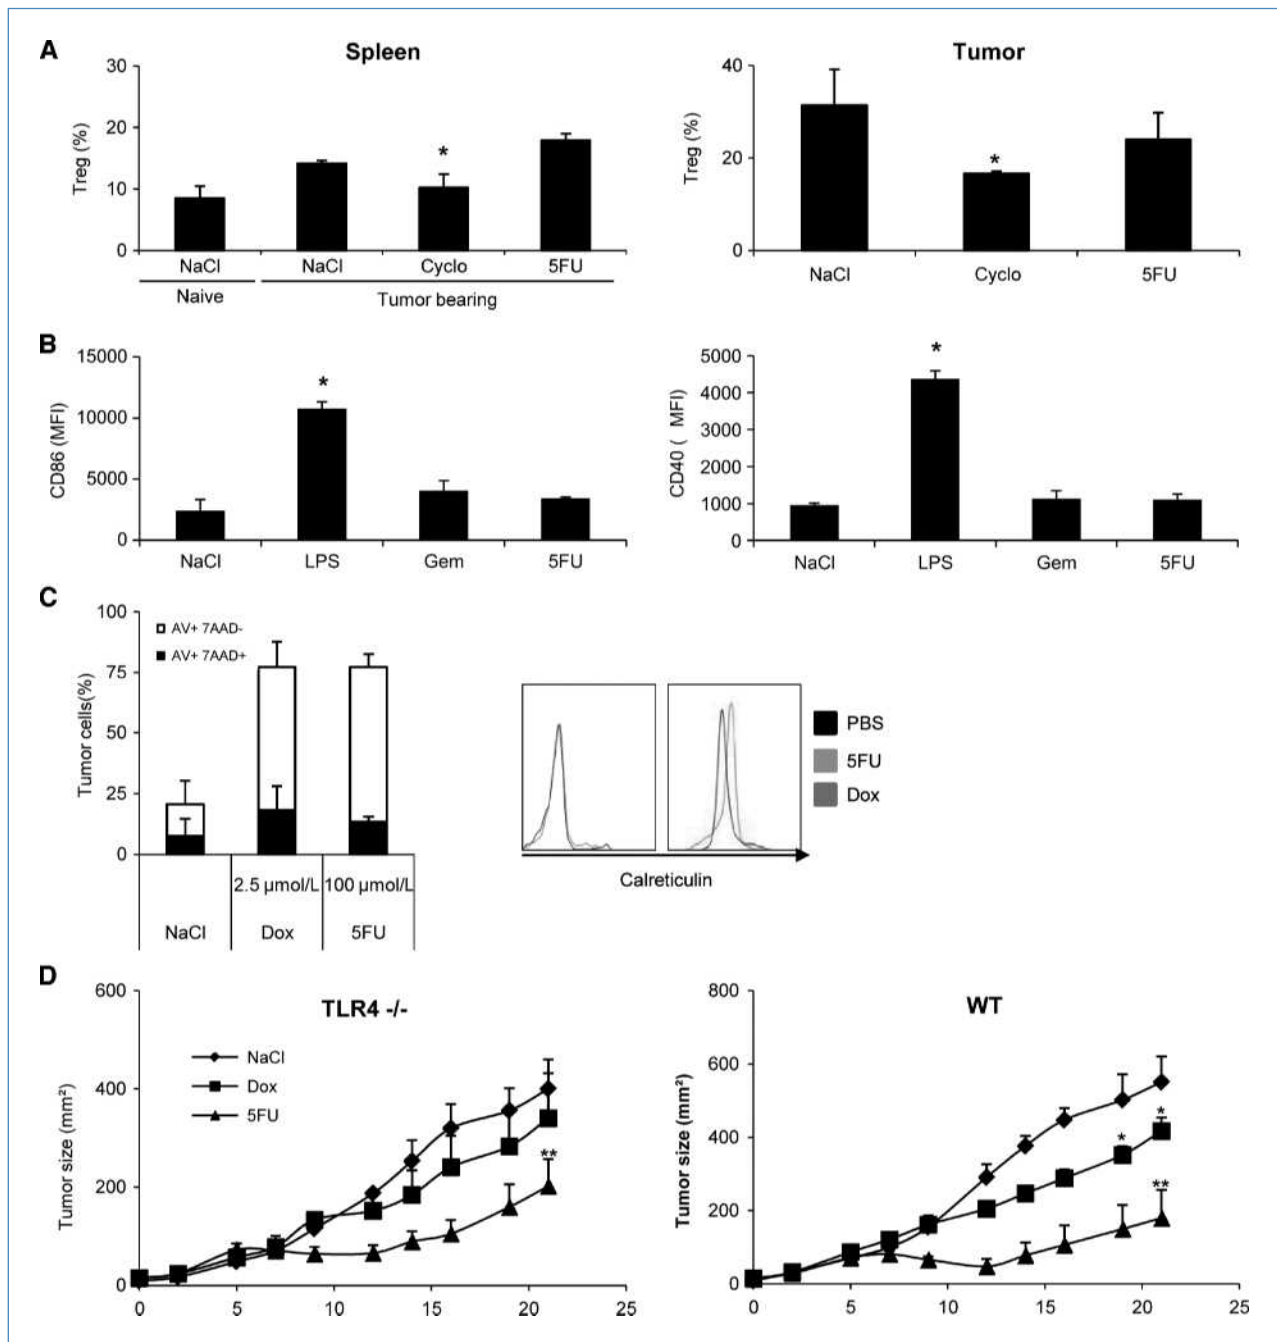 A
Spleen
Tumor
Treg (%)
30
20
10
0
NaCl NaCl Cyclo 5FU
Naive Tumor bearing
Treg (%)
40
20
0
NaCl Cyclo 5FU
*
*
B
CD86 (MFI)
15000
10000
5000
0
NaCl LPS Gem 5FU
*
CD40 ( MFI)
5000
4000
3000
2000
1000
0
NaCl LPS Gem 5FU
*
C
Tumor cells(%)
100
75
50
25
0
AV+ 7AAD-
AV+ 7AAD+
2.5 µmol/L 100 µmol/L
NaCl Dox 5FU
PBS
5FU
Dox
Calreticulin
D
TLR4 -/-
Tumor size (mm²)
600
400
200
0
NaCl
Dox
5FU
**
0 5 10 15 20 25
WT
Tumor size (mm²)
800
600
400
200
0
*
*
**
0 5 10 15 20 25